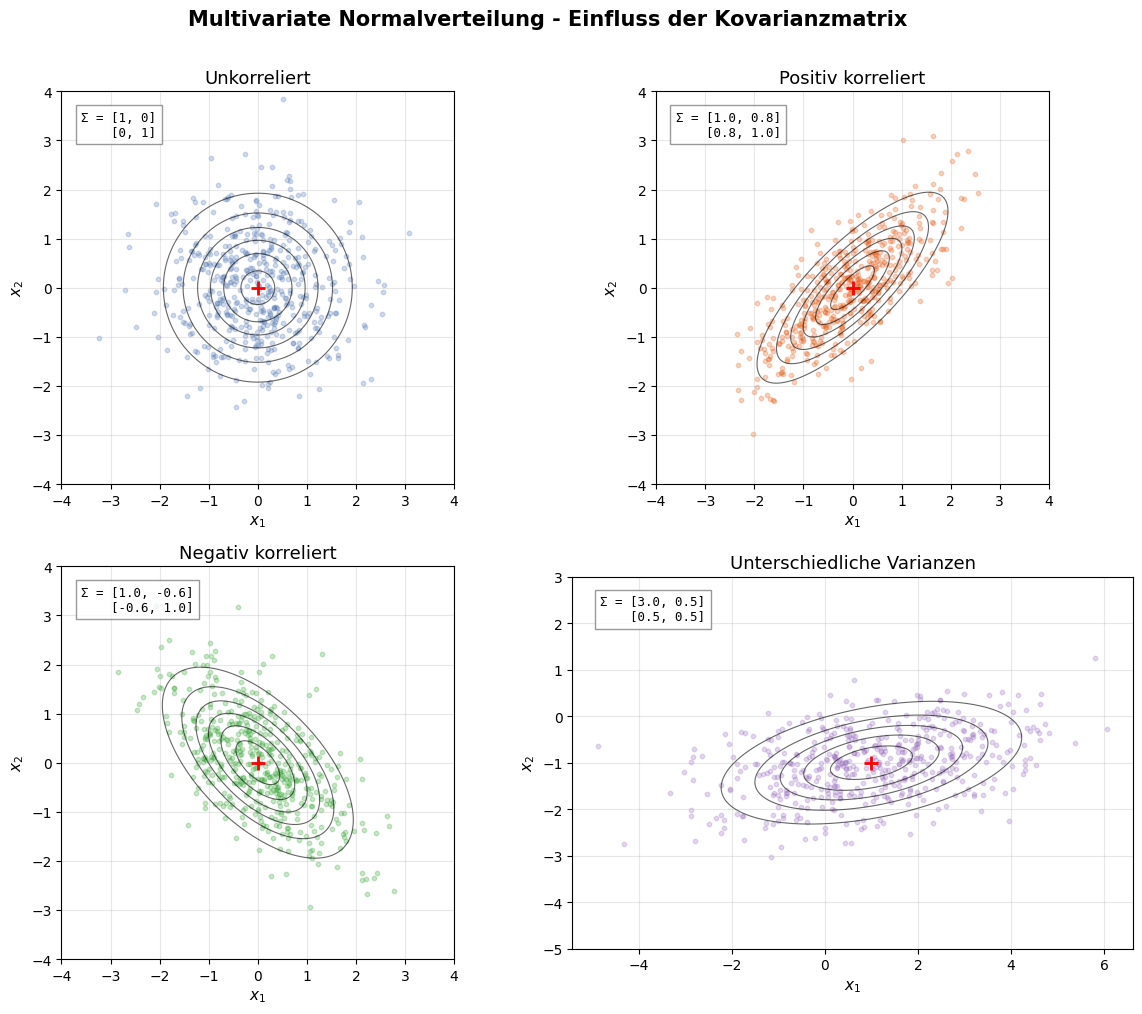 Multivariate Normalverteilung - Einfluss der Kovarianzmatrix
Unkorreliert
Σ = [1, 0]
[0, 1]
4
3
2
1
0
−1
−2
−3
−4
x₂
−4 −3 −2 −1 0 1 2 3 4
x₁
Positiv korreliert
Σ = [1.0, 0.8]
[0.8, 1.0]
4
3
2
1
0
−1
−2
−3
−4
x₂
−4 −3 −2 −1 0 1 2 3 4
x₁
Negativ korreliert
Σ = [1.0, -0.6]
[-0.6, 1.0]
4
3
2
1
0
−1
−2
−3
−4
x₂
−4 −3 −2 −1 0 1 2 3 4
x₁
Unterschiedliche Varianzen
Σ = [3.0, 0.5]
[0.5, 0.5]
3
2
1
0
−1
−2
−3
−4
−5
x₂
−4 −2 0 2 4 6
x₁